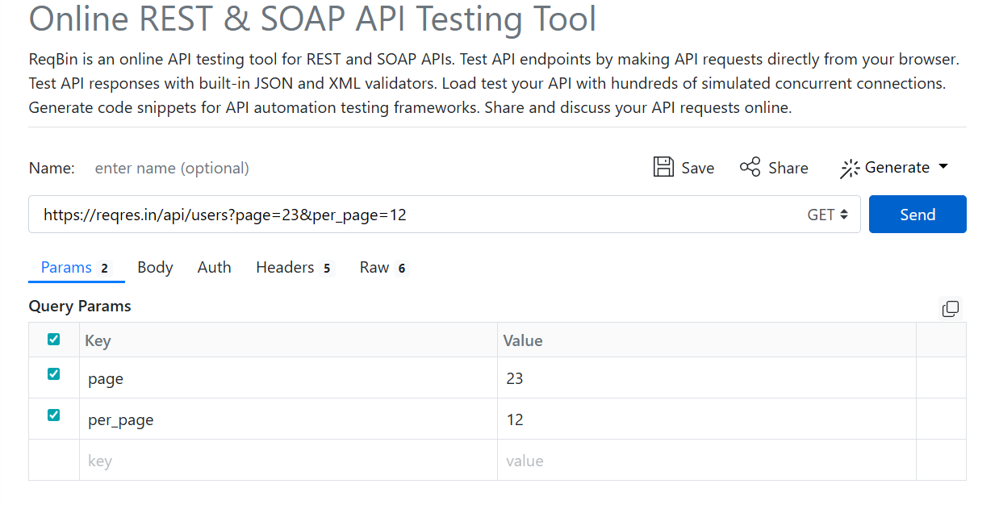 Online REST & SOAP API Testing Tool
ReqBin is an online API testing tool for REST and SOAP APIs. Test API endpoints by making API requests directly from your browser.
Test API responses with built-in JSON and XML validators. Load test your API with hundreds of simulated concurrent connections.
Generate code snippets for API automation testing frameworks. Share and discuss your API requests online.
Name: enter name (optional) Save Share Generate
https://reqres.in/api/users?page=23&per_page=12 GET Send
Params 2 Body Auth Headers 5 Raw 6
Query Params
Key Value
page 23
per_page 12
key value